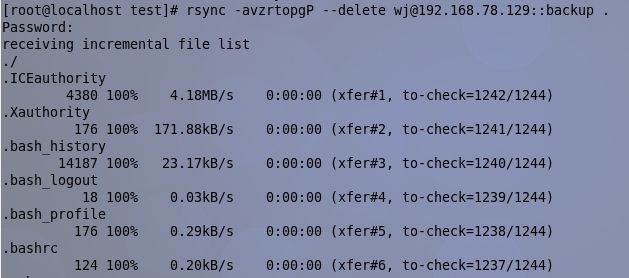 [root@localhost test]# rsync -avzrtopgP --delete wj@192.168.78.129::backup .
Password:
receiving incremental file list
./
.ICEauthority
4380 100% 4.18MB/s 0:00:00 (xfer#1, to-check=1242/1244)
.Xauthority
176 100% 171.88kB/s 0:00:00 (xfer#2, to-check=1241/1244)
.bash_history
14187 100% 23.17kB/s 0:00:00 (xfer#3, to-check=1240/1244)
.bash_logout
18 100% 0.03kB/s 0:00:00 (xfer#4, to-check=1239/1244)
.bash_profile
176 100% 0.29kB/s 0:00:00 (xfer#5, to-check=1238/1244)
.bashrc
124 100% 0.20kB/s 0:00:00 (xfer#6, to-check=1237/1244)